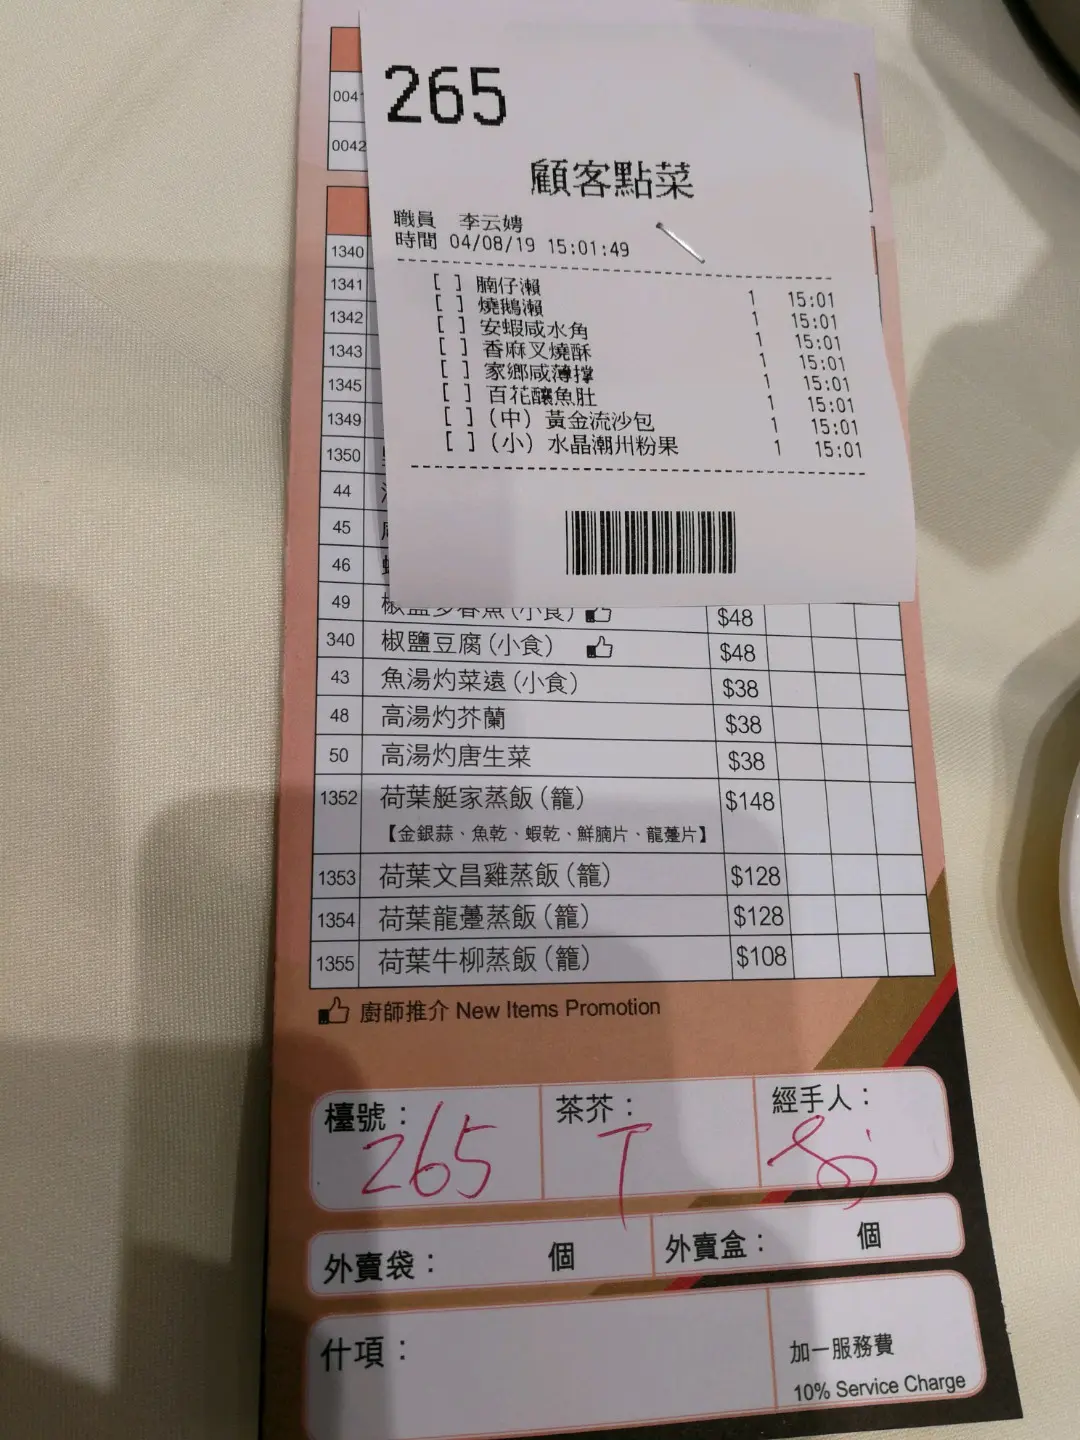 265
顧客點菜
職員 李云娉
時間 04/08/19 15:01:49
[ ] 腩仔瀨 1 15:01
[ ] 燒鵝瀨 1 15:01
[ ] 安蝦咸水角 1 15:01
[ ] 香麻叉燒酥 1 15:01
[ ] 家鄉咸薄撑 1 15:01
[ ] 百花釀魚肚 1 15:01
[ ] (中) 黃金流沙包 1 15:01
[ ] (小) 水晶潮州粉果 1 15:01
0042
1340
1341
1342
1343
1345
1349
1350
44
45
46
49 椒鹽多春魚(小食) $48
340 椒鹽豆腐(小食) $48
43 魚湯灼菜遠(小食) $38
48 高湯灼芥蘭 $38
50 高湯灼唐生菜 $38
1352 荷葉艇家蒸飯(籠) $148
【金銀蒜、魚乾、蝦乾、鮮腩片、龍躉片】
1353 荷葉文昌雞蒸飯(籠) $128
1354 荷葉龍躉蒸飯(籠) $128
1355 荷葉牛柳蒸飯(籠) $108
廚師推介 New Items Promotion
檯號： 265 茶芥： T 經手人：
外賣袋： 個 外賣盒： 個
什項：
加一服務費
10% Service Charge